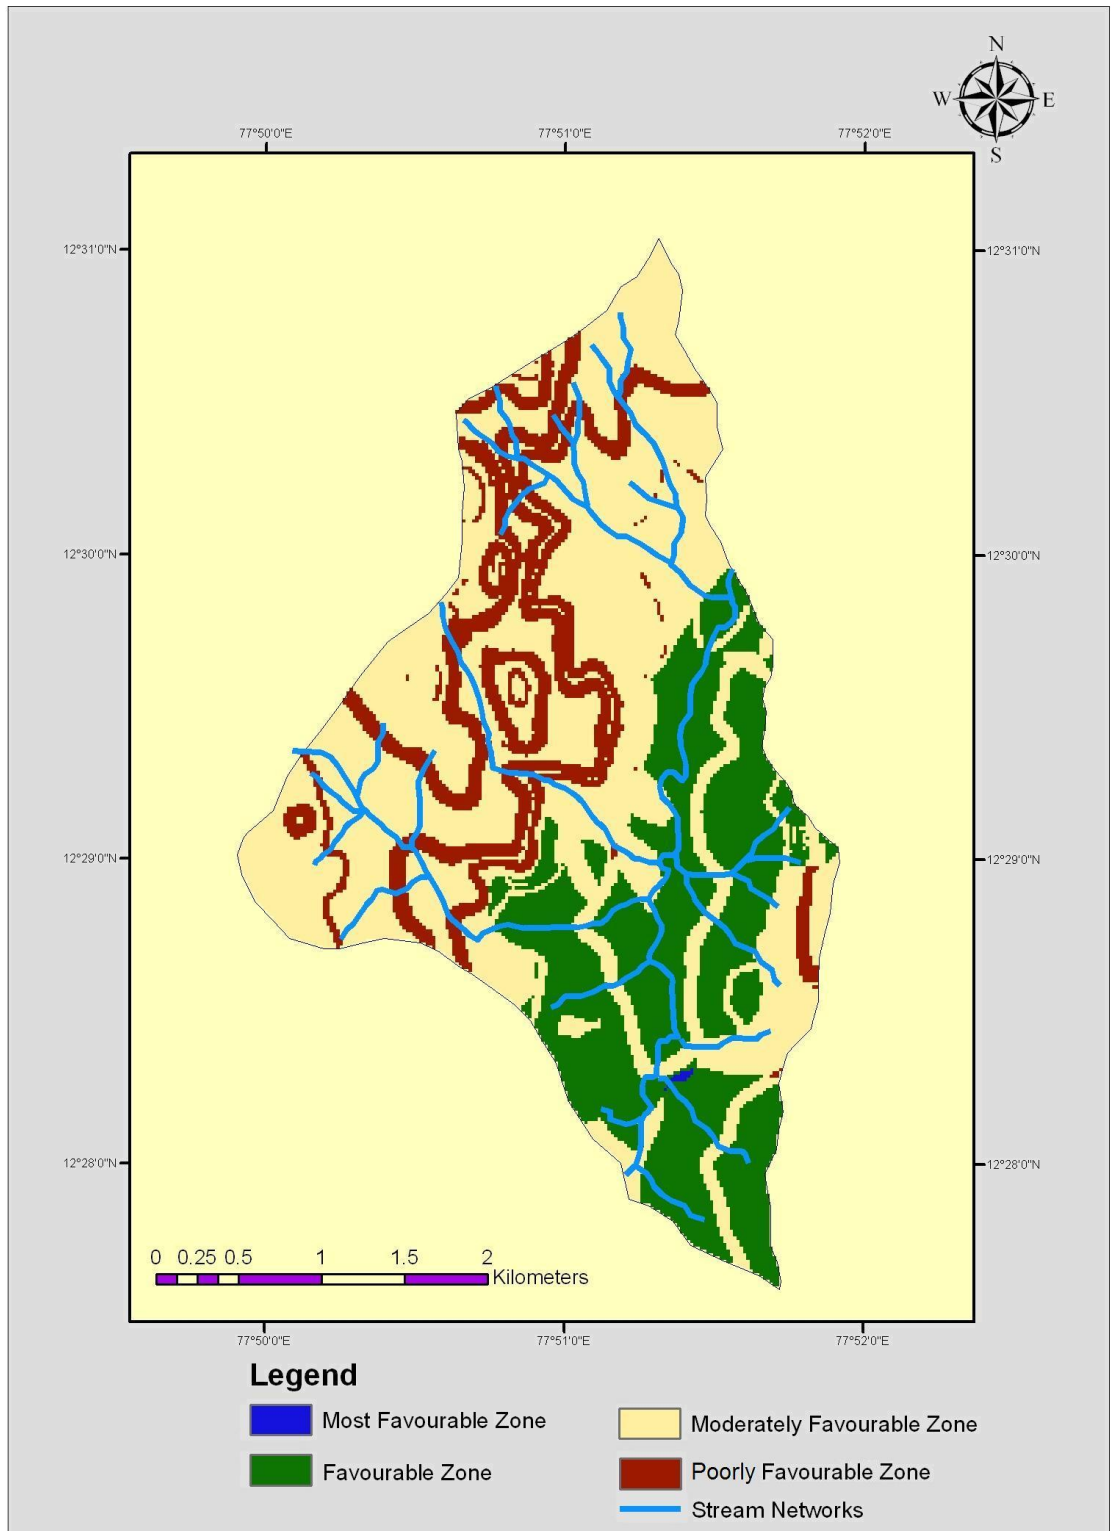 N
W E
S
77°50'0"E 77°51'0"E 77°52'0"E
12°31'0"N 12°31'0"N
12°30'0"N 12°30'0"N
12°29'0"N 12°29'0"N
12°28'0"N 12°28'0"N
0 0.25 0.5 1 1.5 2
Kilometers
77°50'0"E 77°51'0"E 77°52'0"E
Legend
Most Favourable Zone
Favourable Zone
Moderately Favourable Zone
Poorly Favourable Zone
Stream Networks